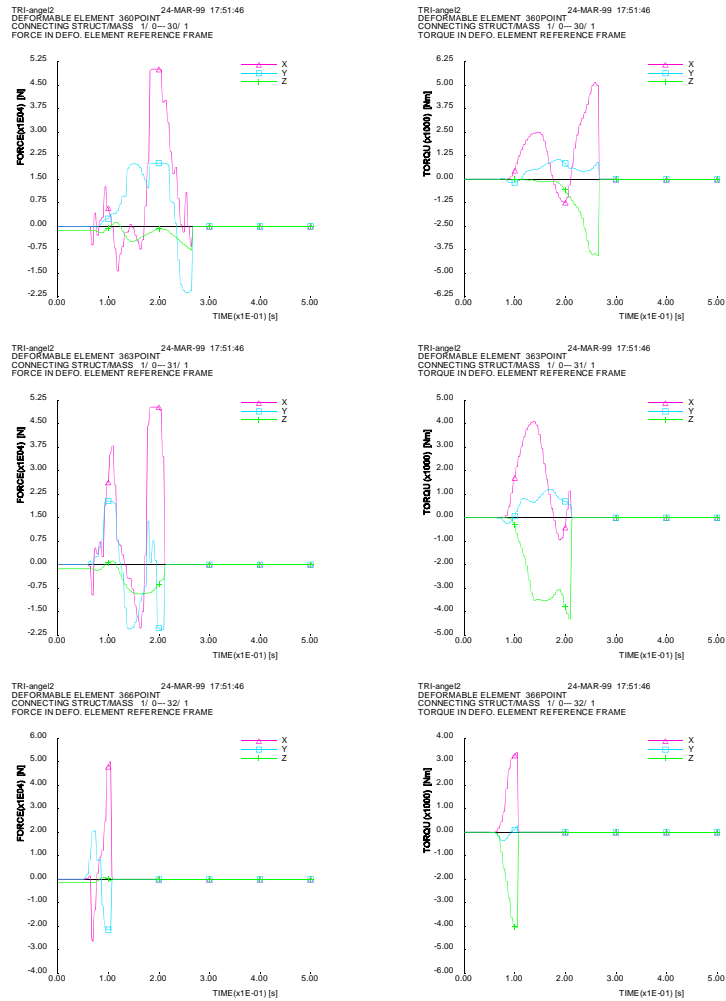 TRI-angel2 24-MAR-99 17:51:46
DEFORMABLE ELEMENT 360POINT
CONNECTING STRUCT/MASS 1/ 0---30/ 1
FORCE IN DEFO. ELEMENT REFERENCE FRAME
X
Y
Z
FORCE(x1E04) [N]
5.25
4.50
3.75
3.00
2.25
1.50
0.00
-0.75
-1.50
-2.25
0.00 1.00 2.00 3.00 4.00 5.00
TIME(x1E-01) [s]
TRI-angel2 24-MAR-99 17:51:46
DEFORMABLE ELEMENT 360POINT
CONNECTING STRUCT/MASS 1/ 0---30/ 1
TORQUE IN DEFO. ELEMENT REFERENCE FRAME
X
Y
Z
TORQU (x1000) [Nm]
6.25
5.00
3.75
2.50
1.25
0.00
-1.25
-2.50
-3.75
-5.00
-6.25
0.00 1.00 2.00 3.00 4.00 5.00
TIME(x1E-01) [s]
TRI-angel2 24-MAR-99 17:51:46
DEFORMABLE ELEMENT 363POINT
CONNECTING STRUCT/MASS 1/ 0---31/ 1
FORCE IN DEFO. ELEMENT REFERENCE FRAME
X
Y
Z
FORCE(x1E04) [N]
5.25
4.50
3.75
3.00
2.25
1.50
0.00
-0.75
-1.50
-2.25
0.00 1.00 2.00 3.00 4.00 5.00
TIME(x1E-01) [s]
TRI-angel2 24-MAR-99 17:51:46
DEFORMABLE ELEMENT 363POINT
CONNECTING STRUCT/MASS 1/ 0---31/ 1
TORQUE IN DEFO. ELEMENT REFERENCE FRAME
X
Y
Z
TORQU (x1000) [Nm]
5.00
4.00
3.00
2.00
1.00
0.00
-1.00
-2.00
-3.00
-4.00
-5.00
0.00 1.00 2.00 3.00 4.00 5.00
TIME(x1E-01) [s]
TRI-angel2 24-MAR-99 17:51:46
DEFORMABLE ELEMENT 366POINT
CONNECTING STRUCT/MASS 1/ 0---32/ 1
FORCE IN DEFO. ELEMENT REFERENCE FRAME
X
Y
Z
FORCE(x1E04) [N]
6.00
5.00
4.00
3.00
2.00
1.00
0.00
-1.00
-2.00
-3.00
-4.00
0.00 1.00 2.00 3.00 4.00 5.00
TIME(x1E-01) [s]
TRI-angel2 24-MAR-99 17:51:46
DEFORMABLE ELEMENT 366POINT
CONNECTING STRUCT/MASS 1/ 0---32/ 1
TORQUE IN DEFO. ELEMENT REFERENCE FRAME
X
Y
Z
TORQU (x1000) [Nm]
4.00
3.00
2.00
1.00
0.00
-1.00
-2.00
-3.00
-4.00
-5.00
-6.00
0.00 1.00 2.00 3.00 4.00 5.00
TIME(x1E-01) [s]